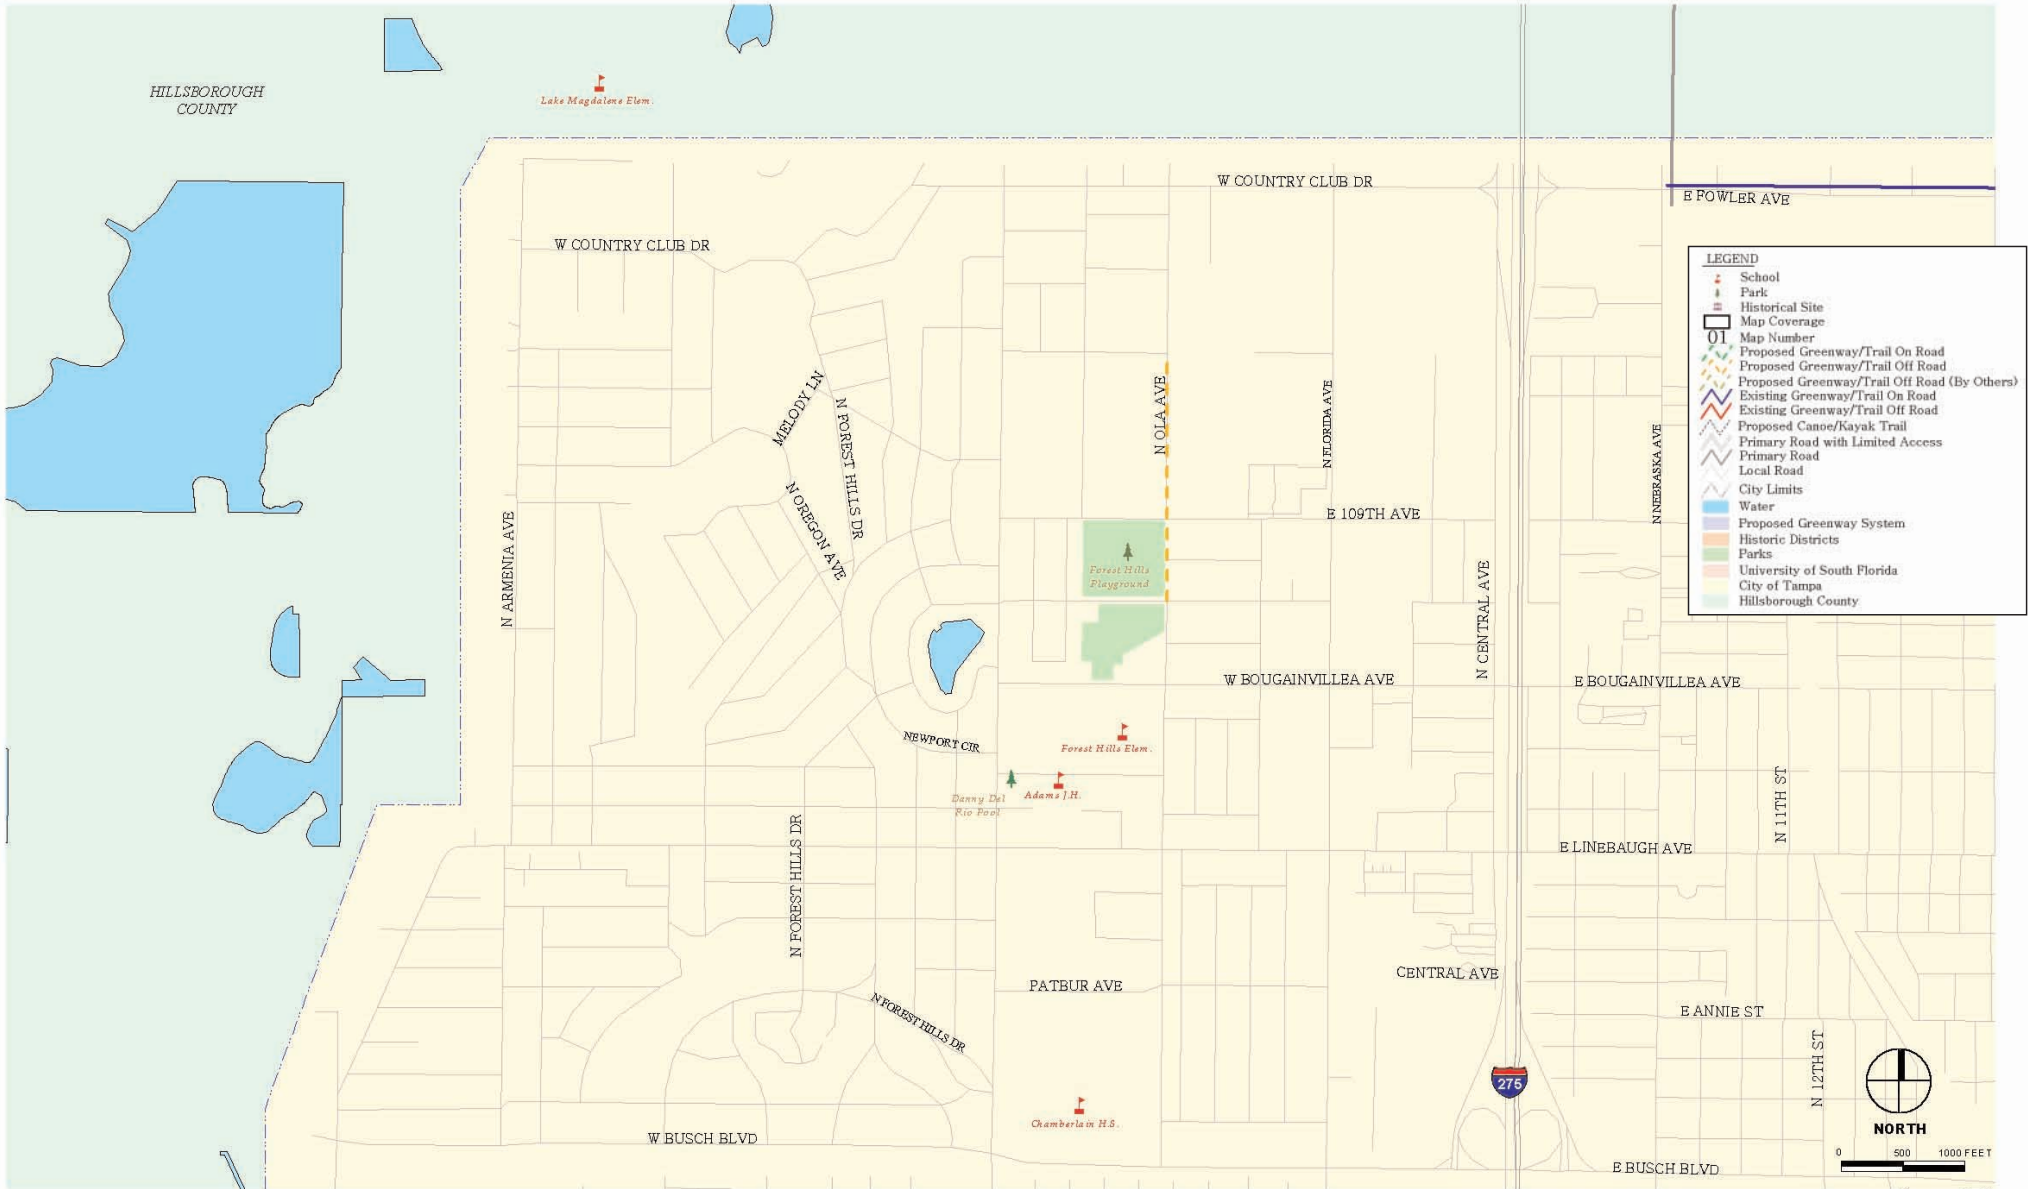 HILLSBOROUGH
COUNTY
Lake Magdalene Elem.
W COUNTRY CLUB DR
E FOWLER AVE
W COUNTRY CLUB DR
LEGEND
School
Park
Historical Site
Map Coverage
01 Map Number
Proposed Greenway/Trail On Road
Proposed Greenway/Trail Off Road
Proposed Greenway/Trail Off Road (By Others)
Existing Greenway/Trail On Road
Existing Greenway/Trail Off Road
Proposed Canoe/Kayak Trail
Primary Road with Limited Access
Primary Road
Local Road
City Limits
Water
Proposed Greenway System
Historic Districts
Parks
University of South Florida
City of Tampa
Hillsborough County
MELODY LN
N FOREST HILLS DR
N OLA AVE
N FLORIDA AVE
N NEBRASKA AVE
N OREGON AVE
N ARMENIA AVE
E 109TH AVE
Forest Hills
Playground
N CENTRAL AVE
W BOUGAINVILLEA AVE
E BOUGAINVILLEA AVE
NEWPORT CIR
Forest Hills Elem.
Danny Del
Rio Pool
Adams J.H.
N 11TH ST
N FOREST HILLS DR
E LINEBAUGH AVE
PATBUR AVE
CENTRAL AVE
N FOREST HILLS DR
E ANNIE ST
N 12TH ST
275
Chamberlain H.S.
W BUSCH BLVD
E BUSCH BLVD
NORTH
0 500 1000 FEET